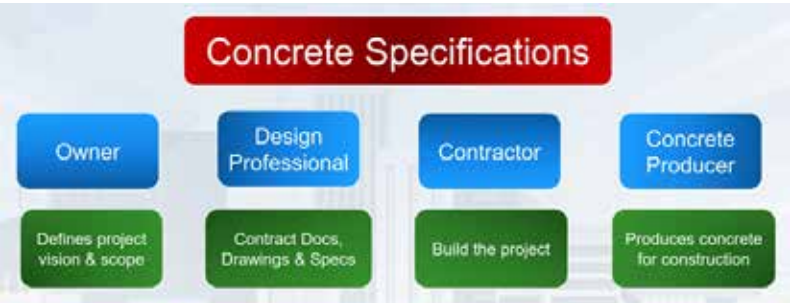 Concrete Specifications
Owner
Design
Professional
Contractor
Concrete
Producer
Defines project
vision & scope
Contract Docs,
Drawings & Specs
Build the project
Produces concrete
for construction